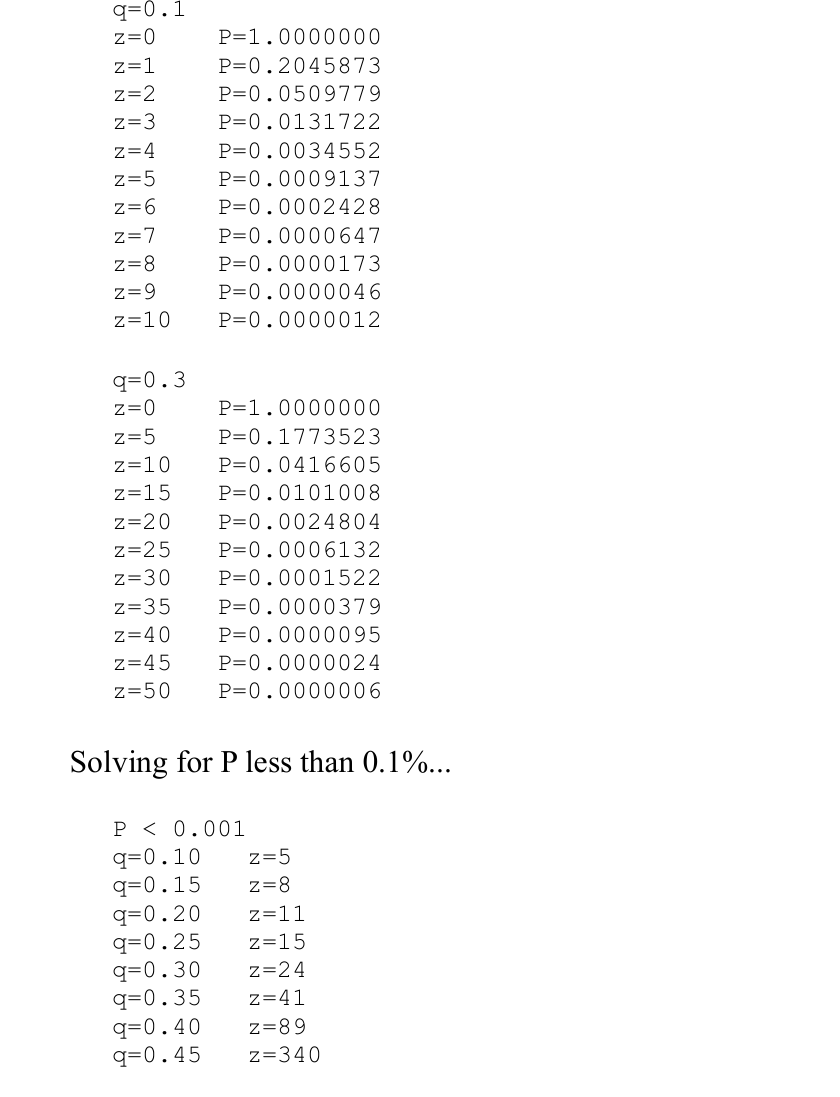 q=0.1
z=0 P=1.0000000
z=1 P=0.2045873
z=2 P=0.0509779
z=3 P=0.0131722
z=4 P=0.0034552
z=5 P=0.0009137
z=6 P=0.0002428
z=7 P=0.0000647
z=8 P=0.0000173
z=9 P=0.0000046
z=10 P=0.0000012
q=0.3
z=0 P=1.0000000
z=5 P=0.1773523
z=10 P=0.0416605
z=15 P=0.0101008
z=20 P=0.0024804
z=25 P=0.0006132
z=30 P=0.0001522
z=35 P=0.0000379
z=40 P=0.0000095
z=45 P=0.0000024
z=50 P=0.0000006
Solving for P less than 0.1%...
P < 0.001
q=0.10 z=5
q=0.15 z=8
q=0.20 z=11
q=0.25 z=15
q=0.30 z=24
q=0.35 z=41
q=0.40 z=89
q=0.45 z=340